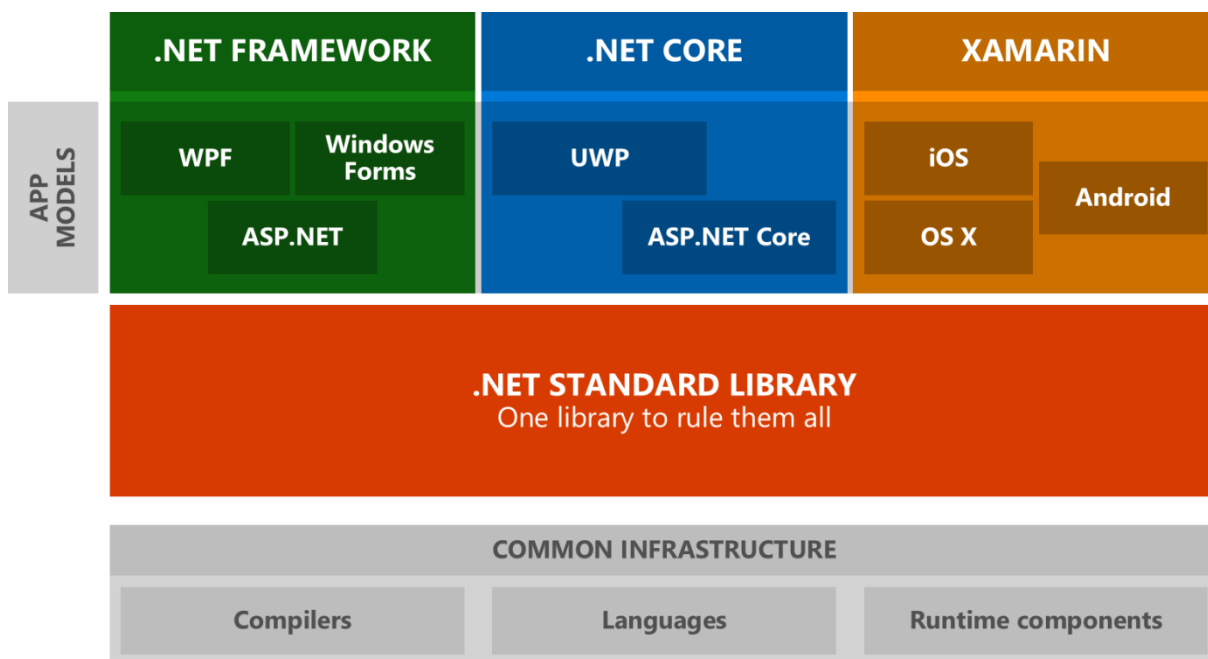 .NET FRAMEWORK
.NET CORE
XAMARIN
APP
MODELS
WPF
Windows
Forms
ASP.NET
UWP
ASP.NET Core
iOS
Android
OS X
.NET STANDARD LIBRARY
One library to rule them all
COMMON INFRASTRUCTURE
Compilers
Languages
Runtime components